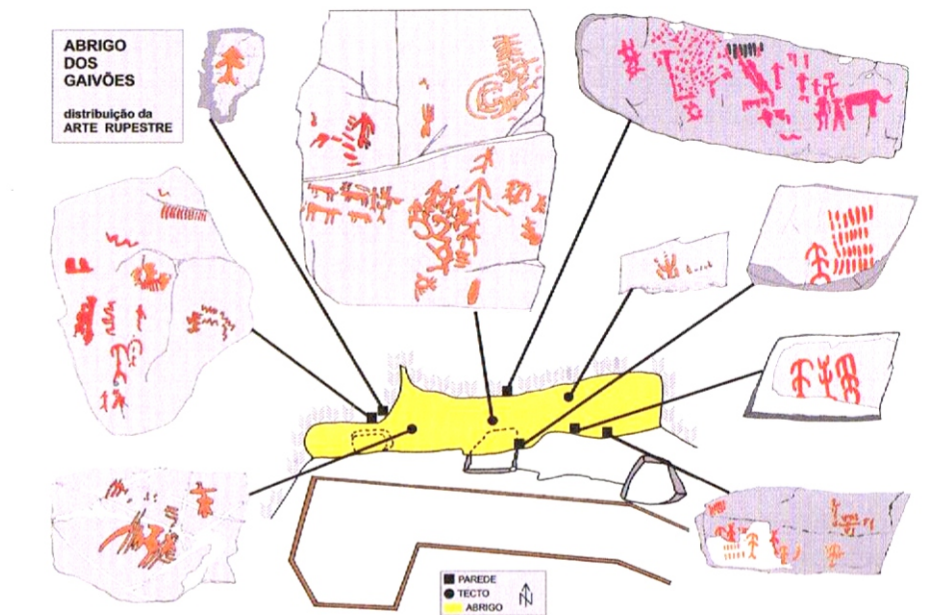 ABRIGO
DOS
GAIVÕES
distribuição da
ARTE RUPESTRE
PAREDE
TECTO
ABRIGO
N